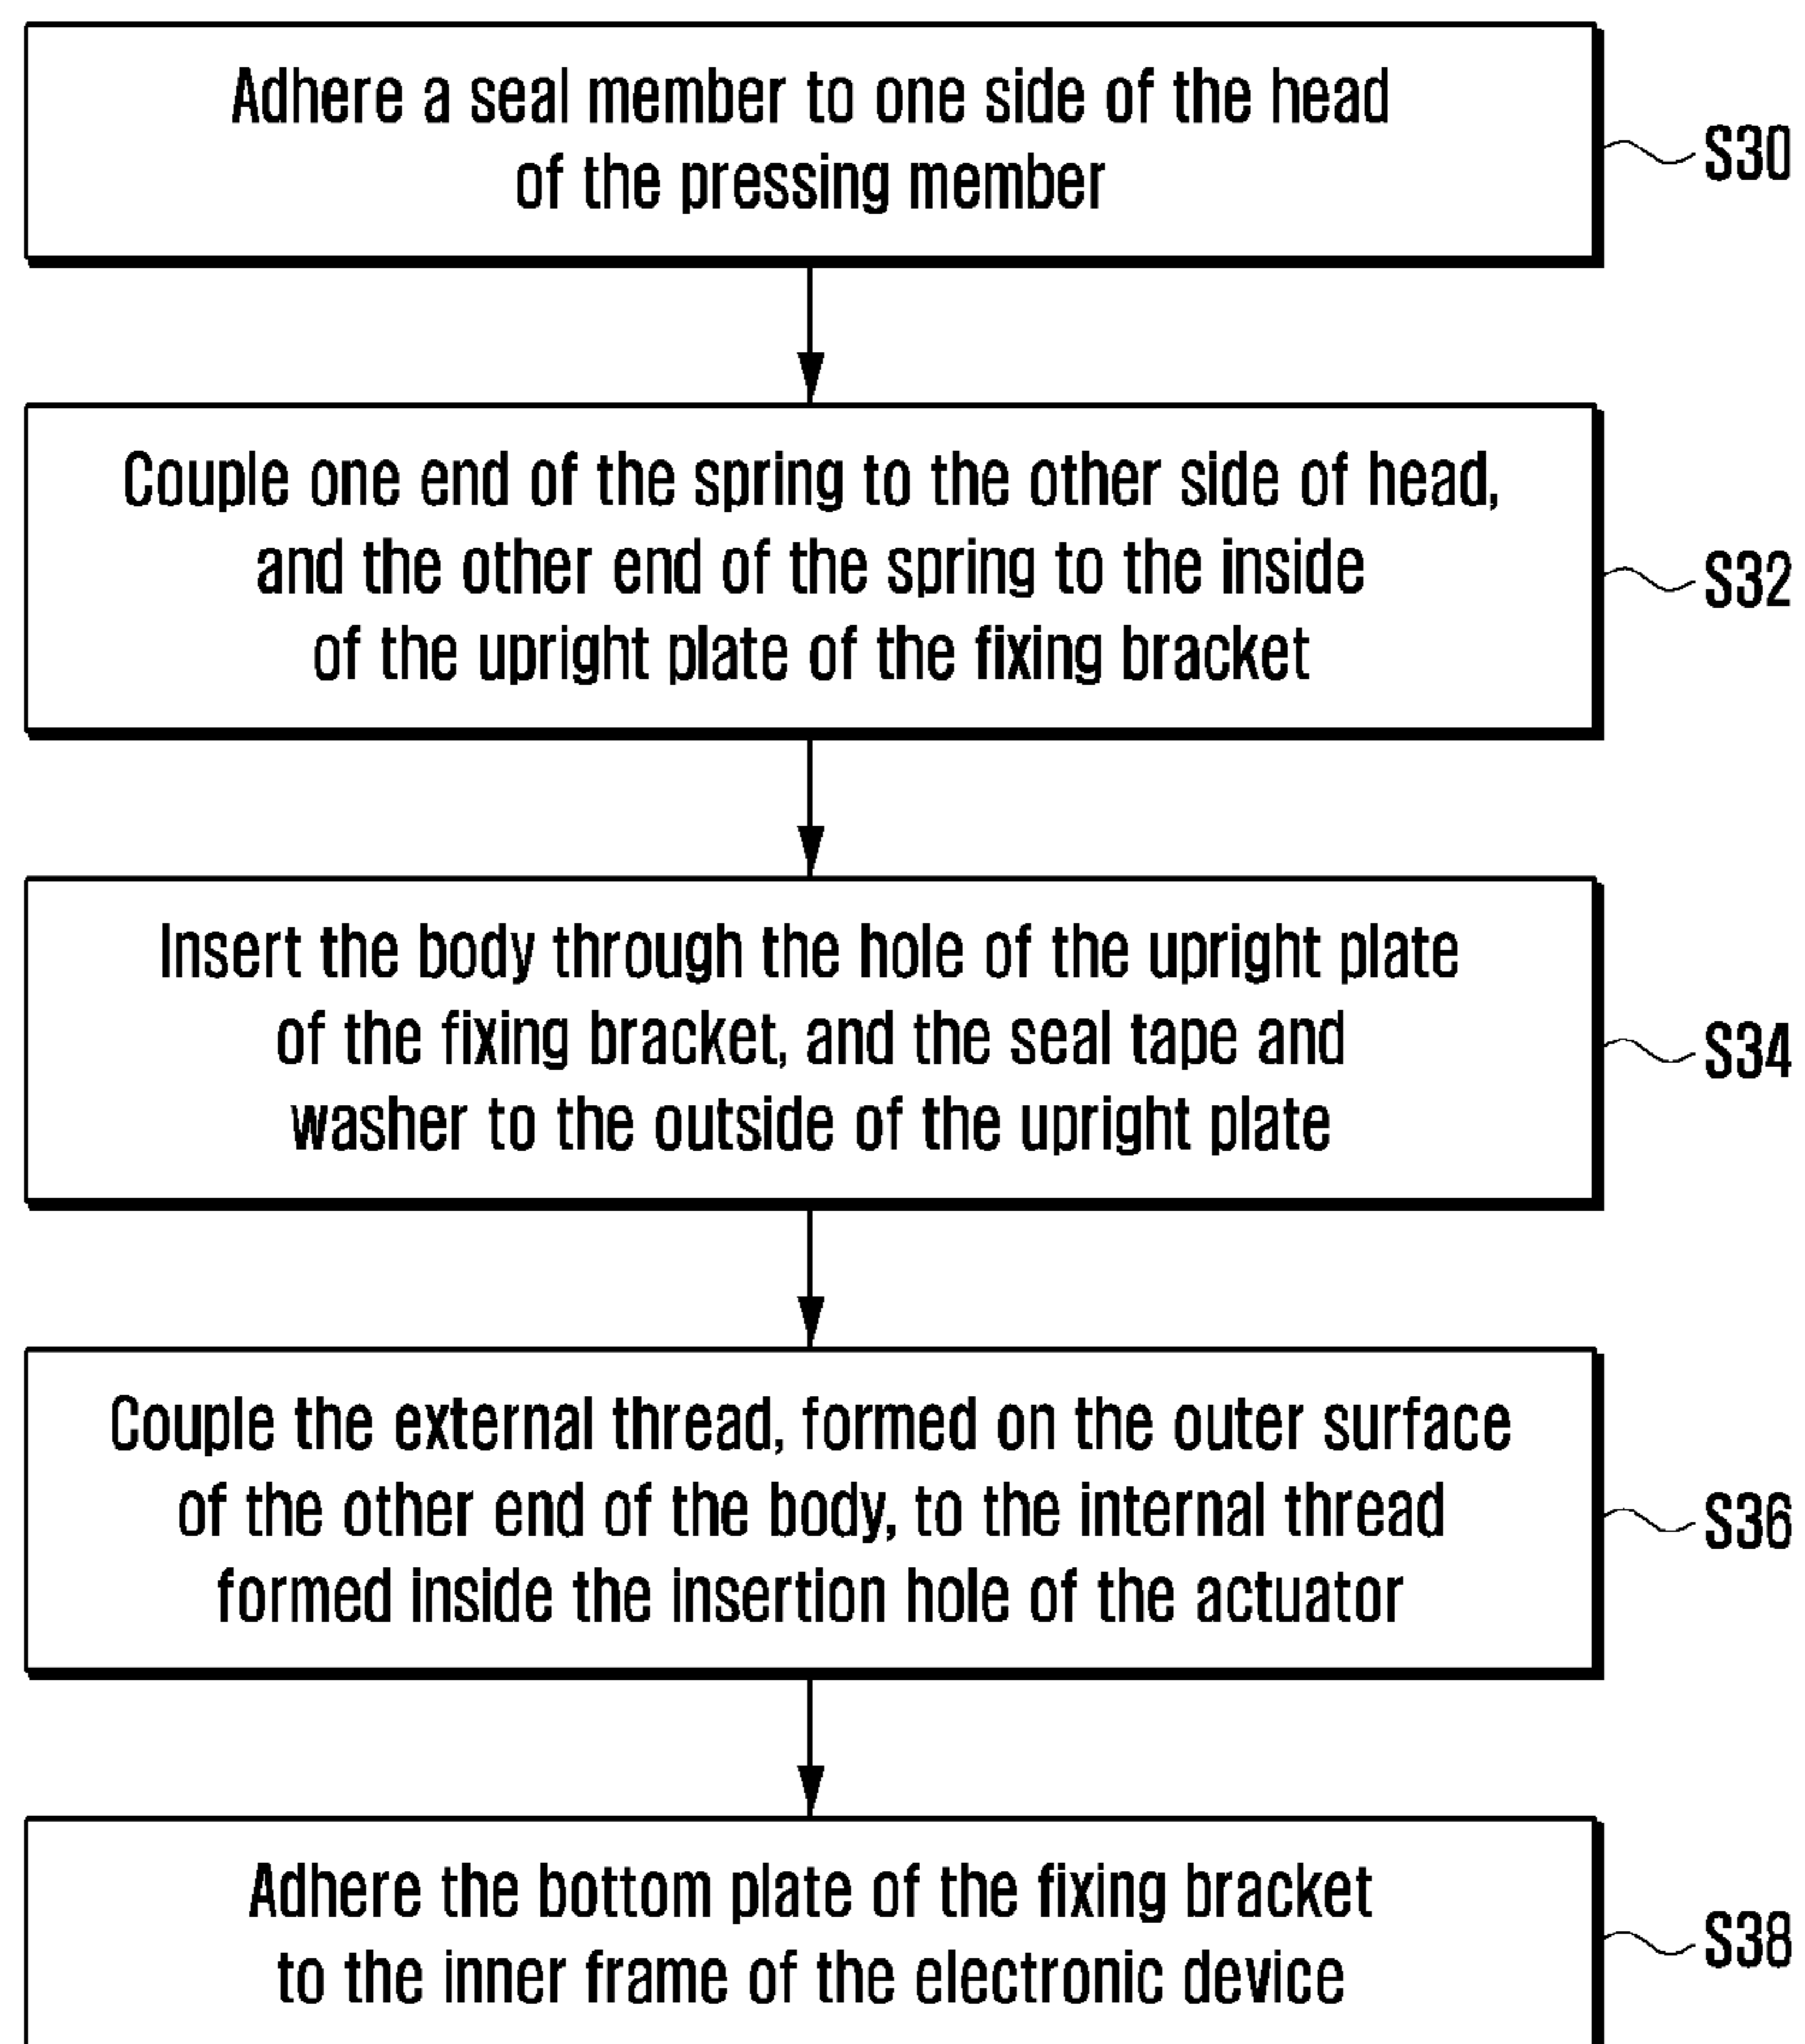 Adhere a seal member to one side of the head
of the pressing member
S30
Couple one end of the spring to the other side of head,
and the other end of the spring to the inside
of the upright plate of the fixing bracket
S32
Insert the body through the hole of the upright plate
of the fixing bracket, and the seal tape and
washer to the outside of the upright plate
S34
Couple the external thread, formed on the outer surface
of the other end of the body, to the internal thread
formed inside the insertion hole of the actuator
S36
Adhere the bottom plate of the fixing bracket
to the inner frame of the electronic device
S38